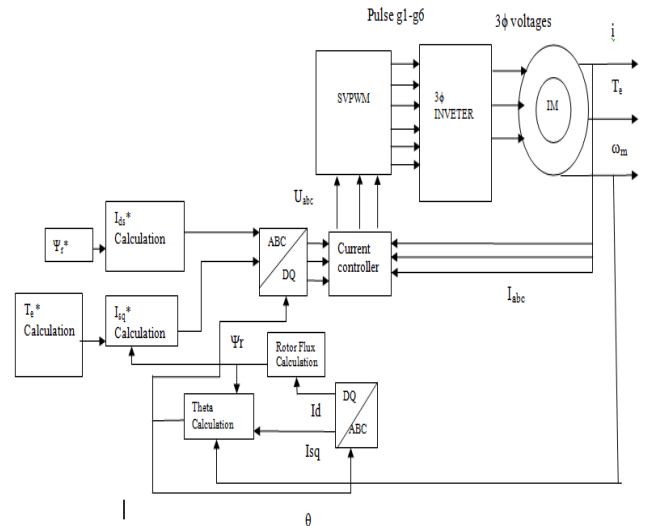 Pulse g1-g6
3ϕ voltages
i
Te
ωm
SVPWM
3ϕ
INVETER
IM
Uabc
Ids*
Calculation
Ψr*
ABC
DQ
Current
controller
Iabc
Te*
Calculation
Isq*
Calculation
Ψr
Rotor Flux
Calculation
Theta
Calculation
Id
DQ
ABC
Isq
θ